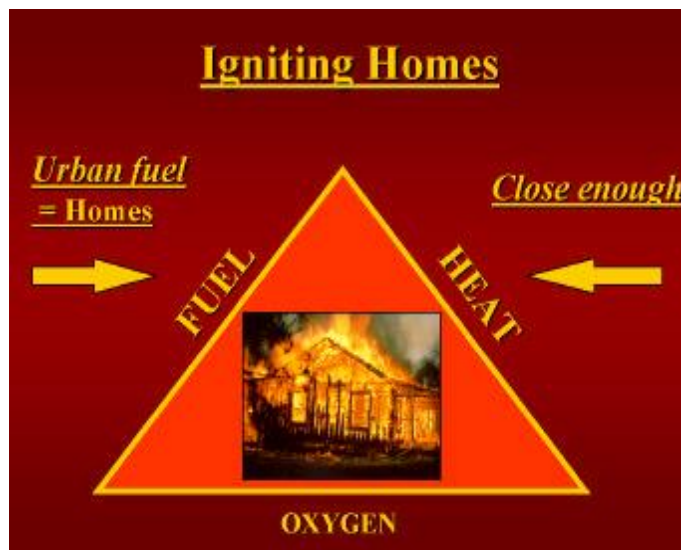 Igniting Homes
Urban fuel
= Homes
Close enough
FUEL
HEAT
OXYGEN